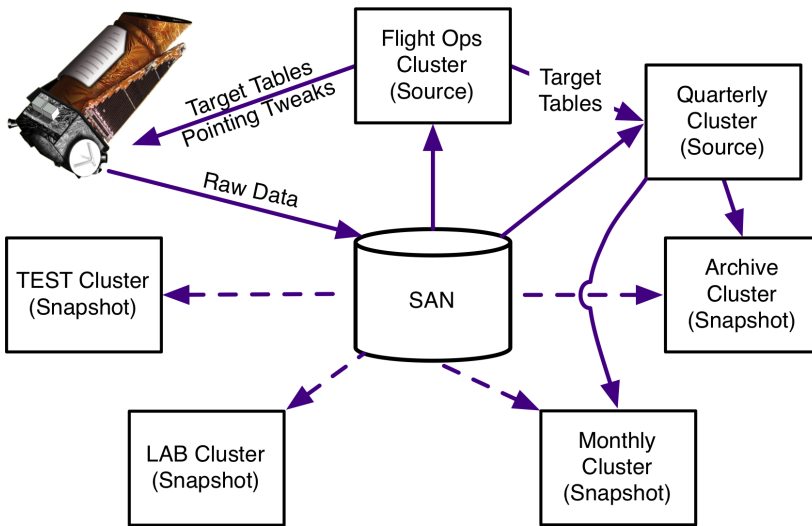 Flight Ops
Cluster
(Source)
Target Tables
Pointing Tweaks
Target
Tables
Quarterly
Cluster
(Source)
Raw Data
TEST Cluster
(Snapshot)
SAN
Archive
Cluster
(Snapshot)
LAB Cluster
(Snapshot)
Monthly
Cluster
(Snapshot)